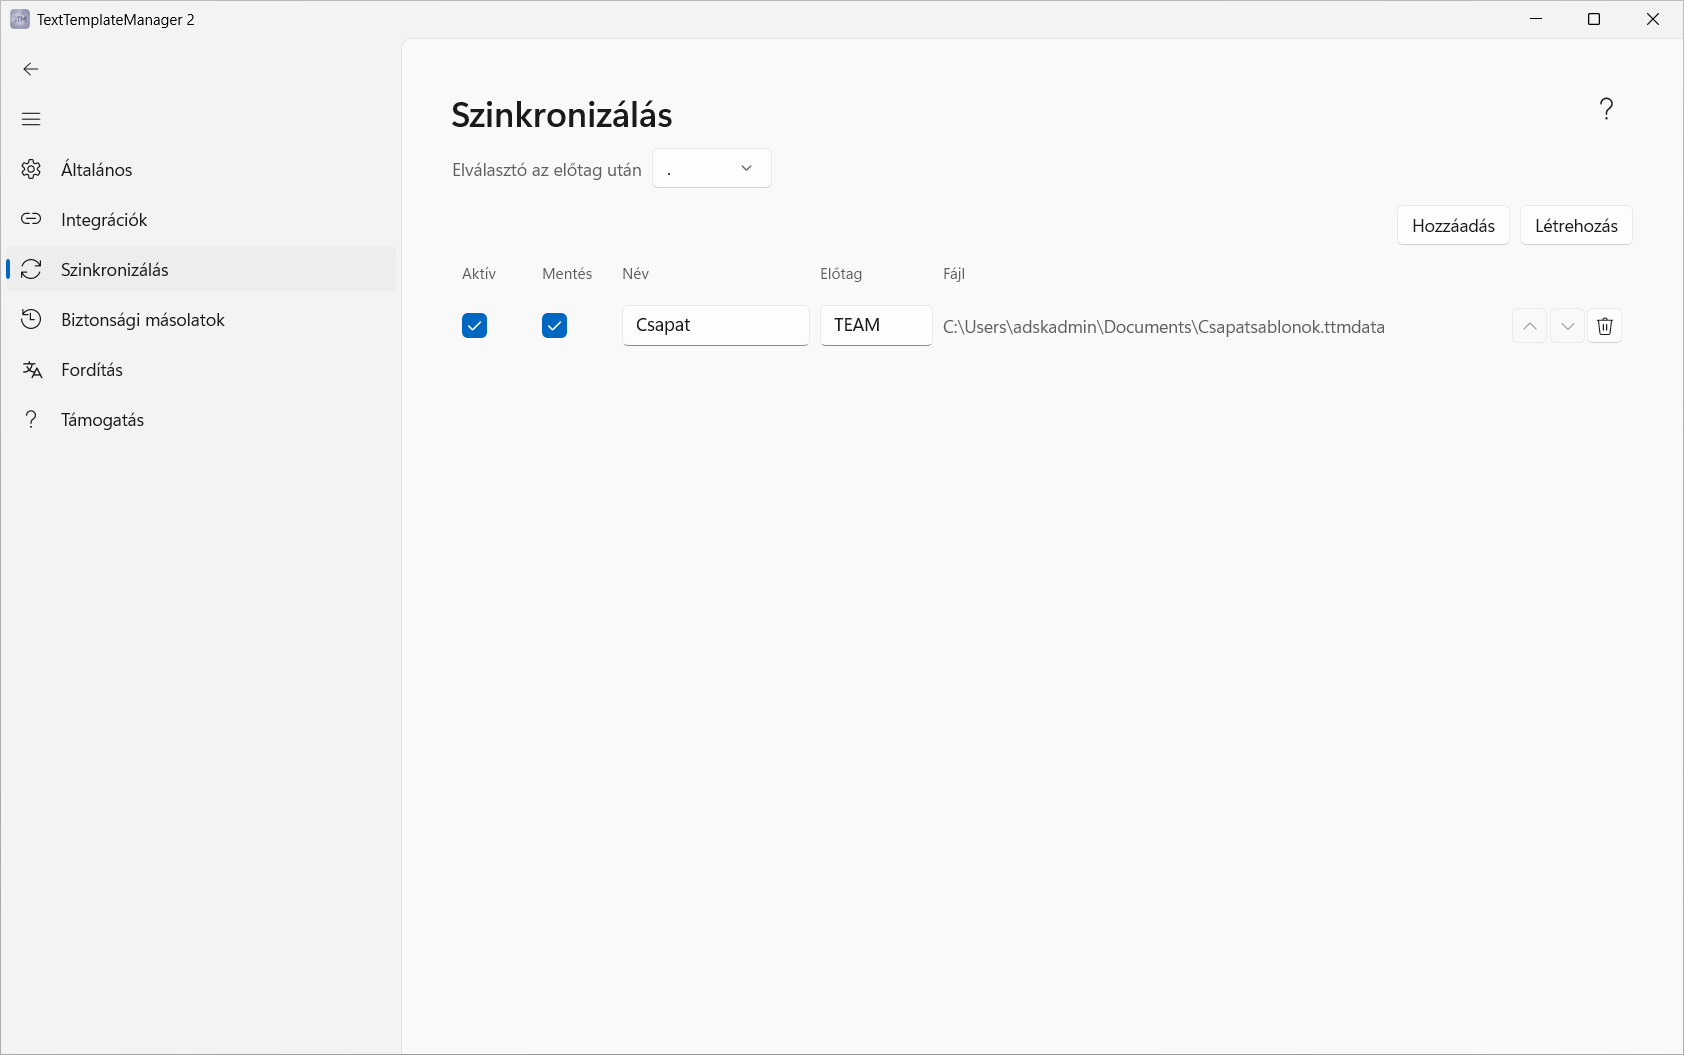 TextTemplateManager 2
Általános
Integrációk
Szinkronizálás
Biztonsági másolatok
Fordítás
Támogatás
Szinkronizálás
Elválasztó az előtag után .
Hozzáadás Létrehozás
Aktív Mentés Név Előtag Fájl
Csapat TEAM C:\Users\adskadmin\Documents\Csapatsablonok.ttmdata